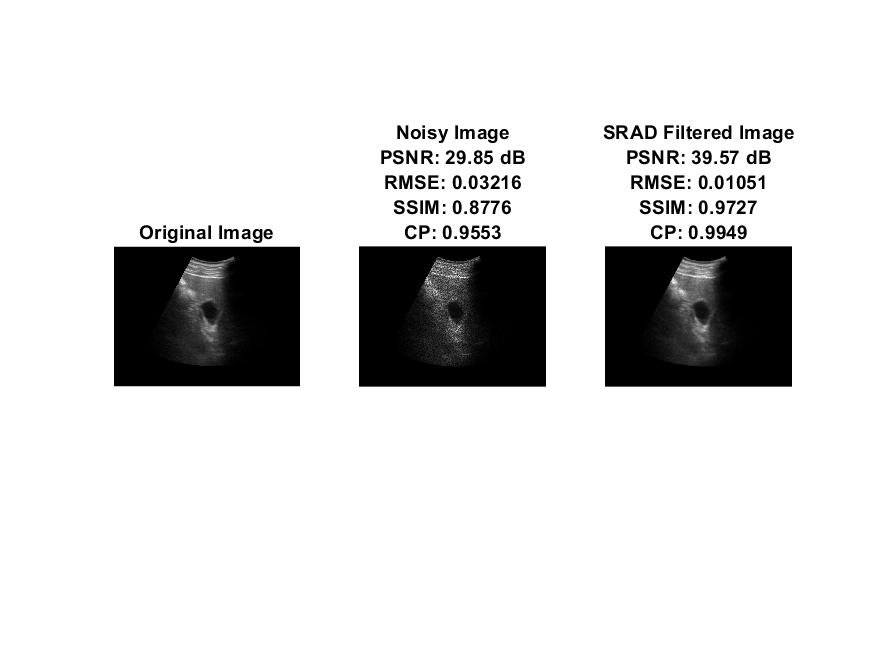 Original Image
Noisy Image
PSNR: 29.85 dB
RMSE: 0.03216
SSIM: 0.8776
CP: 0.9553
SRAD Filtered Image
PSNR: 39.57 dB
RMSE: 0.01051
SSIM: 0.9727
CP: 0.9949